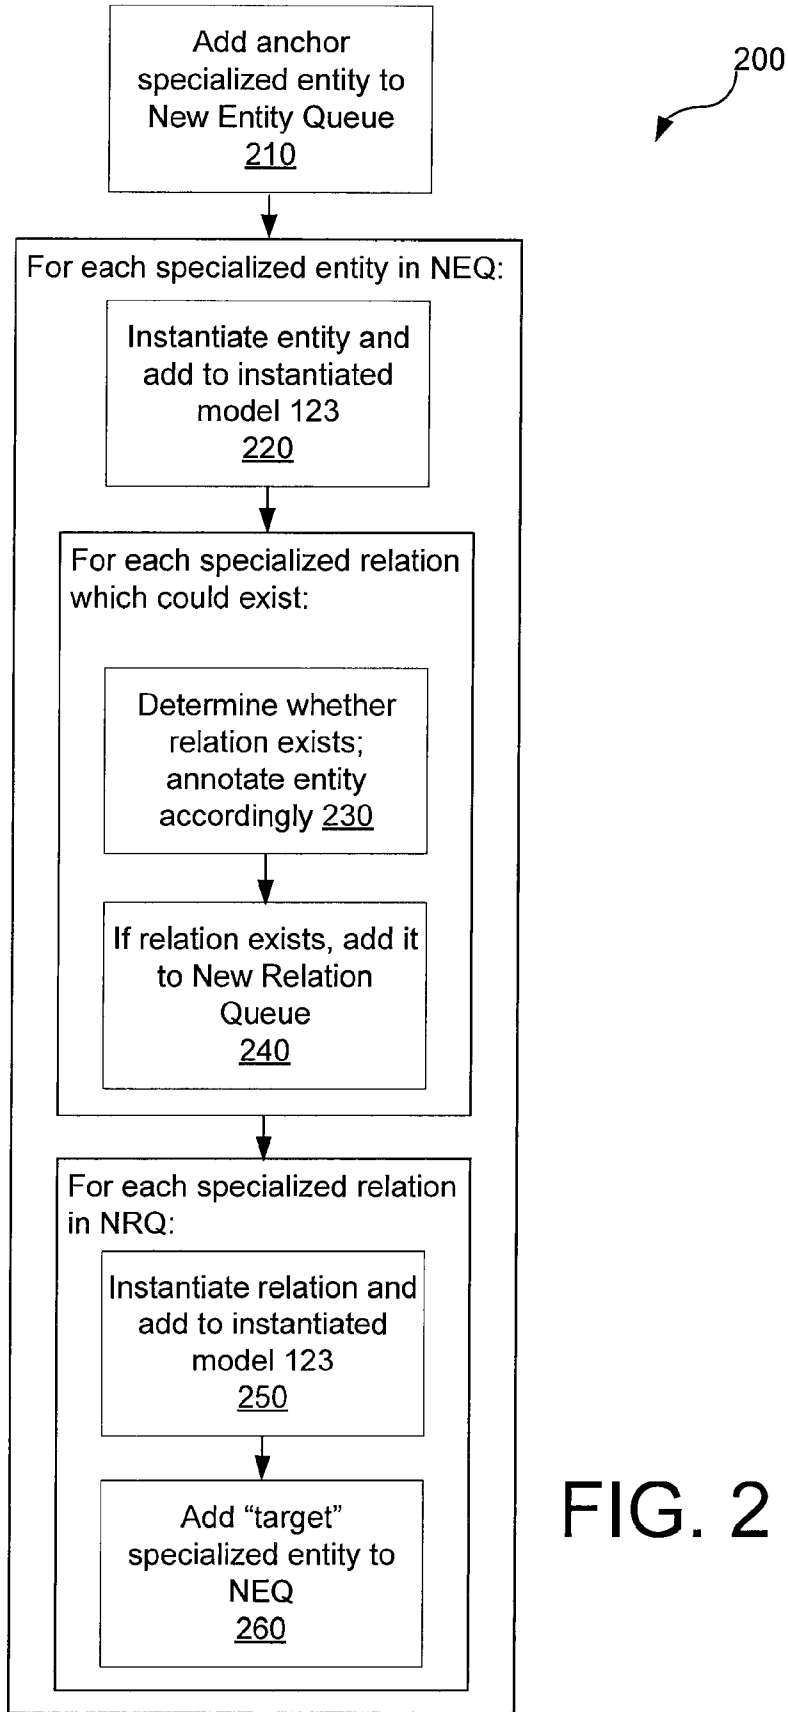 Add anchor
specialized entity to
New Entity Queue
210
200
For each specialized entity in NEQ:
Instantiate entity and
add to instantiated
model 123
220
For each specialized relation
which could exist:
Determine whether
relation exists;
annotate entity
accordingly 230
If relation exists, add it
to New Relation
Queue
240
For each specialized relation
in NRQ:
Instantiate relation and
add to instantiated
model 123
250
Add “target”
specialized entity to
NEQ
260
FIG. 2